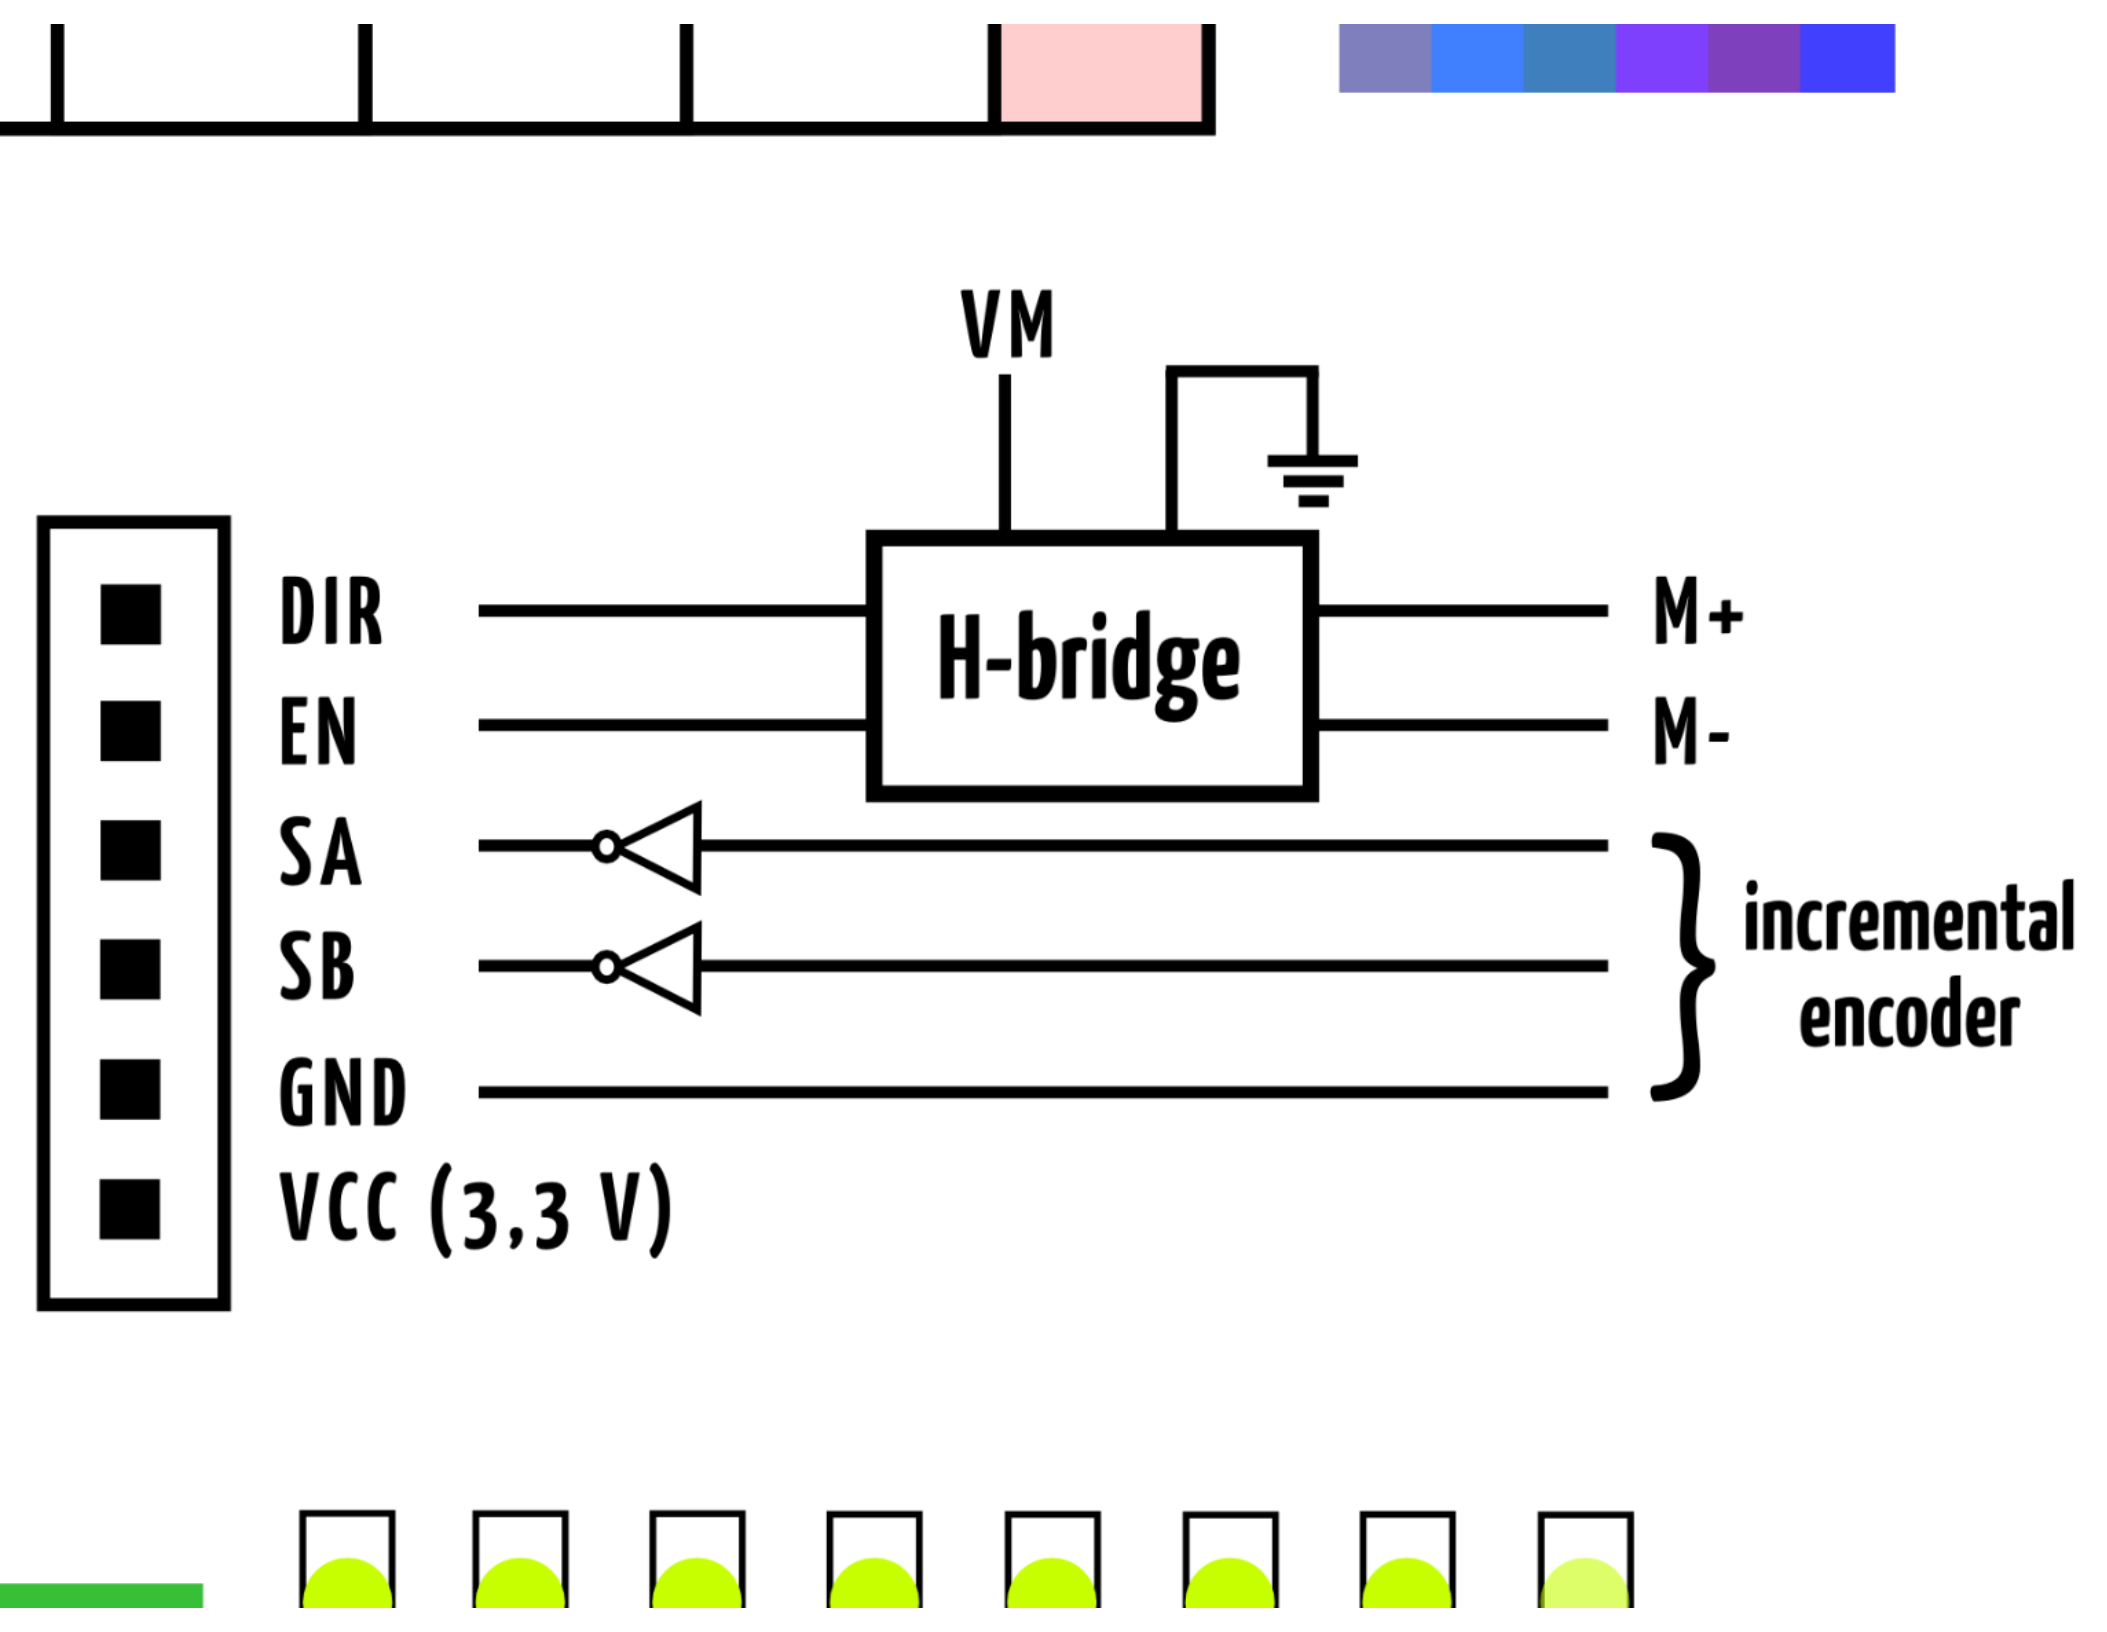 VM
DIR
H-bridge
M+
EN
M-
SA
SB
incremental
encoder
GND
VCC (3,3 V)